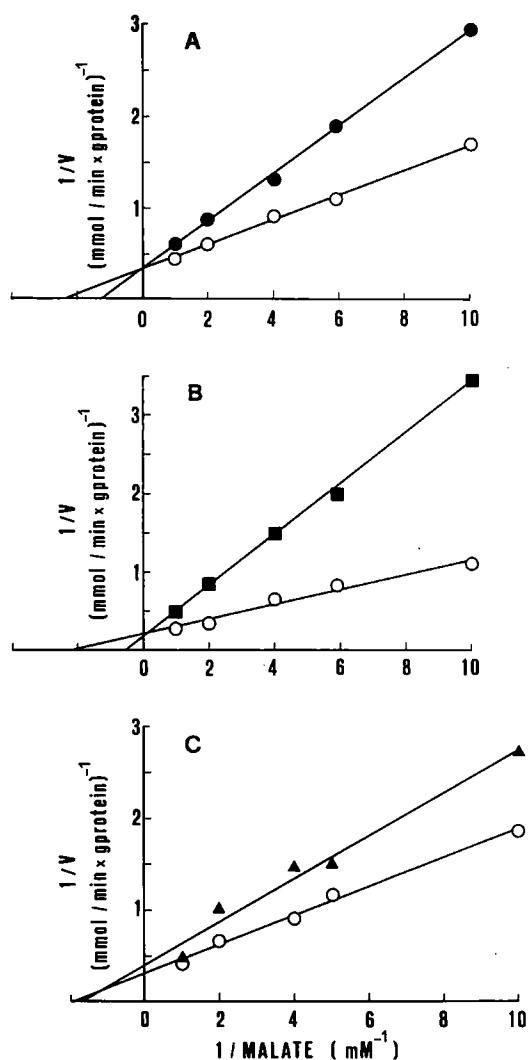 A
3
2
1
1/V
(mmol / min × gprotein)⁻¹
0 2 4 6 8 10
B
3
2
1
1/V
(mmol / min × gprotein)⁻¹
0 2 4 6 8 10
C
3
2
1
1/V
(mmol / min × gprotein)⁻¹
0 2 4 6 8 10
1 / MALATE ( mM⁻¹ )